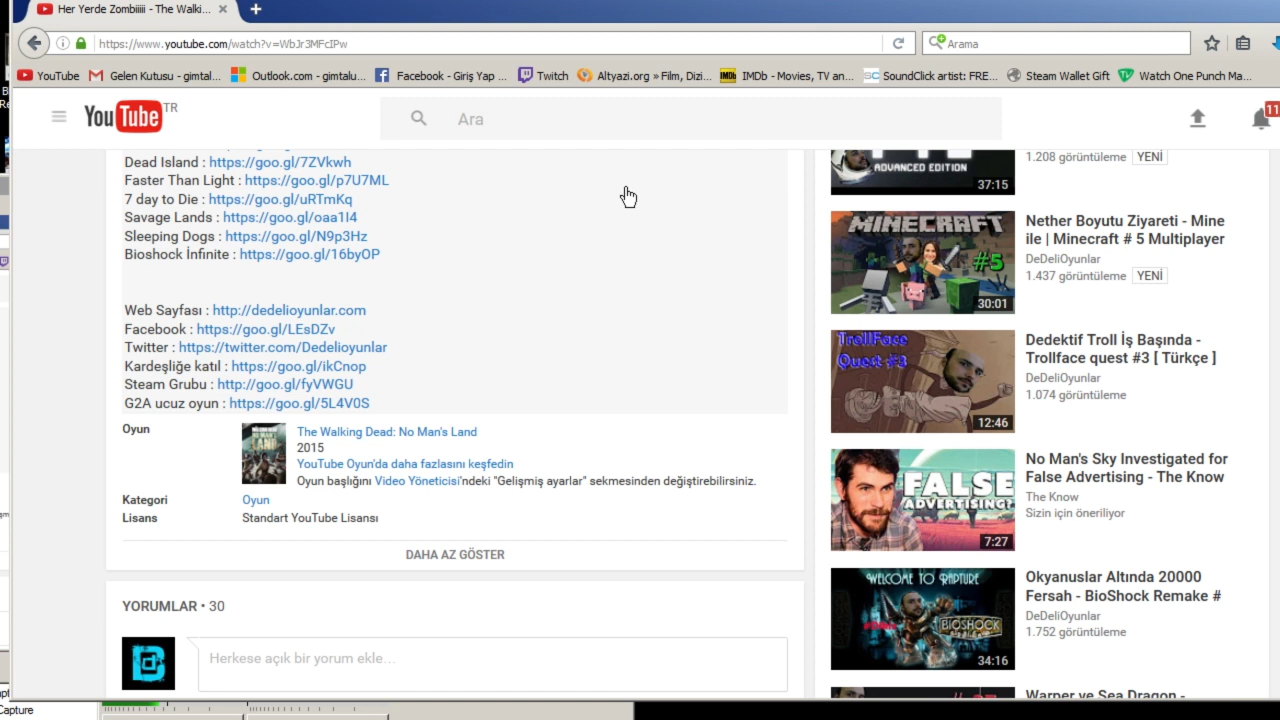 Her Yerde Zombiiiii - The Walki...
https://www.youtube.com/watch?v=WbJr3MFcIPw
Arama
YouTube
Gelen Kutusu - gimtal...
Outlook.com - gimtalu...
Facebook - Giriş Yap ...
Twitch
Altyazi.org » Film, Dizi...
IMDb - Movies, TV an...
SoundClick artist: FRE...
Steam Wallet Gift
Watch One Punch Ma...
YouTube TR
Ara
11
Dead Island : https://goo.gl/7ZVkwh
Faster Than Light : https://goo.gl/p7U7ML
7 day to Die : https://goo.gl/uRTmKq
Savage Lands : https://goo.gl/oaa1I4
Sleeping Dogs : https://goo.gl/N9p3Hz
Bioshock İnfinite : https://goo.gl/16byOP
Web Sayfası : http://dedelioyunlar.com
Facebook : https://goo.gl/LEsDZv
Twitter : https://twitter.com/Dedelioyunlar
Kardeşliğe katıl : https://goo.gl/ikCnop
Steam Grubu : http://goo.gl/fyVWGU
G2A ucuz oyun : https://goo.gl/5L4V0S
Oyun
The Walking Dead: No Man's Land
2015
YouTube Oyun'da daha fazlasını keşfedin
Oyun başlığını Video Yöneticisi'ndeki "Gelişmiş ayarlar" sekmesinden değiştirebilirsiniz.
Kategori
Oyun
Lisans
Standart YouTube Lisansı
DAHA AZ GÖSTER
YORUMLAR • 30
Herkese açık bir yorum ekle...
ADVANCED EDITION
37:15
1.208 görüntüleme YENİ
MINECRAFT
#5
30:01
Nether Boyutu Ziyareti - Mine
ile | Minecraft # 5 Multiplayer
DeDeliOyunlar
1.437 görüntüleme YENİ
TrollFace
Quest #3
12:46
Dedektif Troll İş Başında -
Trollface quest #3 [ Türkçe ]
DeDeliOyunlar
1.074 görüntüleme
FALSE
ADVERTISING?
7:27
No Man's Sky Investigated for
False Advertising - The Know
The Know
Sizin için öneriliyor
WELCOME TO RAPTURE
BIOSHOCK
34:16
Okyanuslar Altında 20000
Fersah - BioShock Remake #
DeDeliOyunlar
1.752 görüntüleme
Warper ve Sea Dragon -
Capture